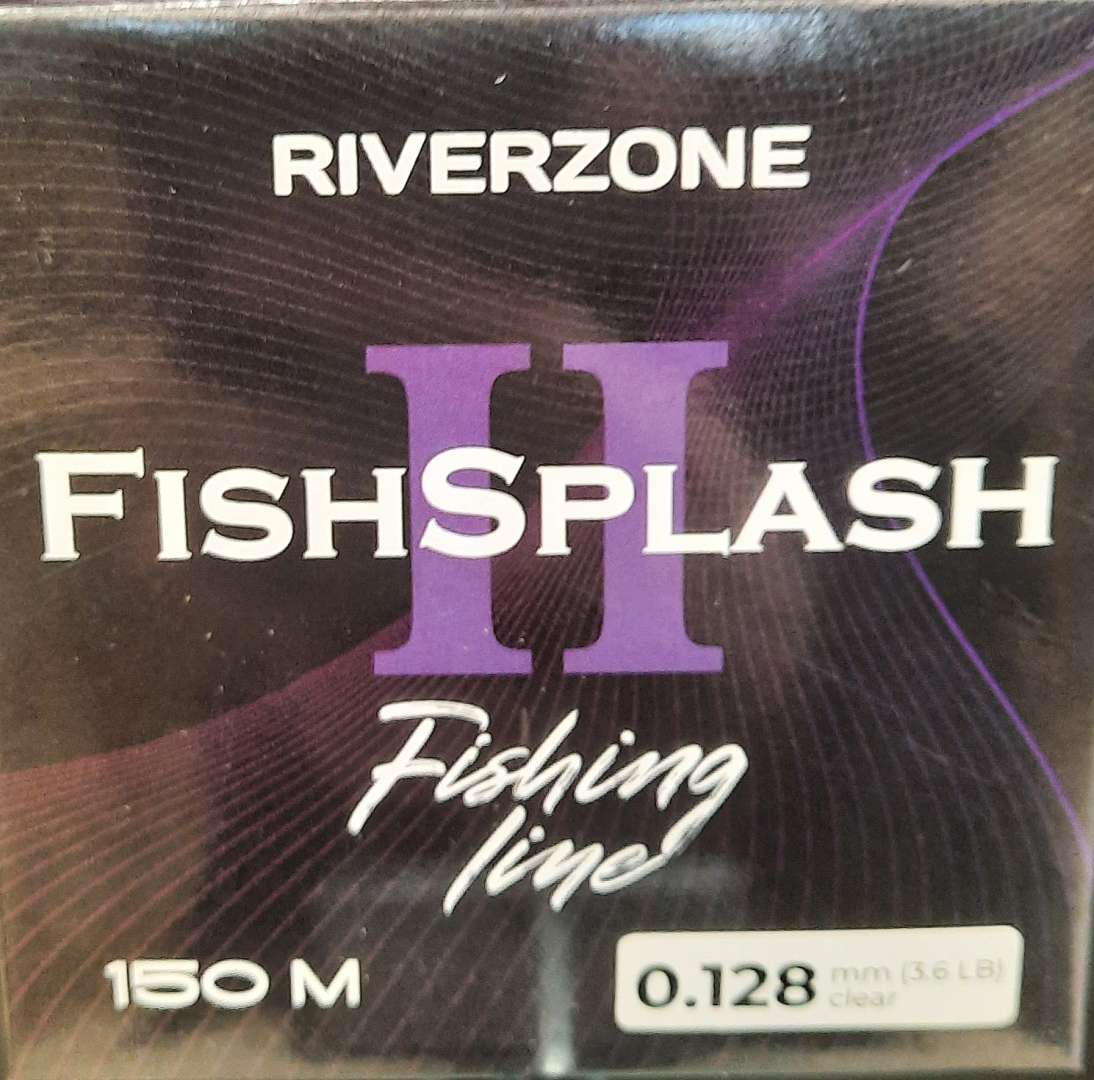 RIVERZONE
II
FISHSPLASH
Fishing
line
150 M
0.128 mm (3.6 LB)
clear